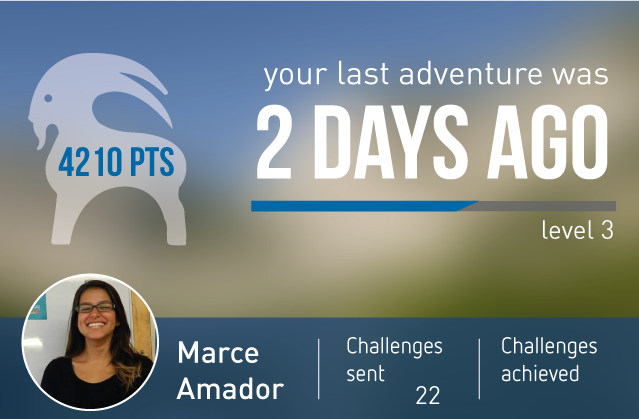 your last adventure was
2 DAYS AGO
4210 PTS
level 3
Marce
Amador
Challenges
sent
22
Challenges
achieved